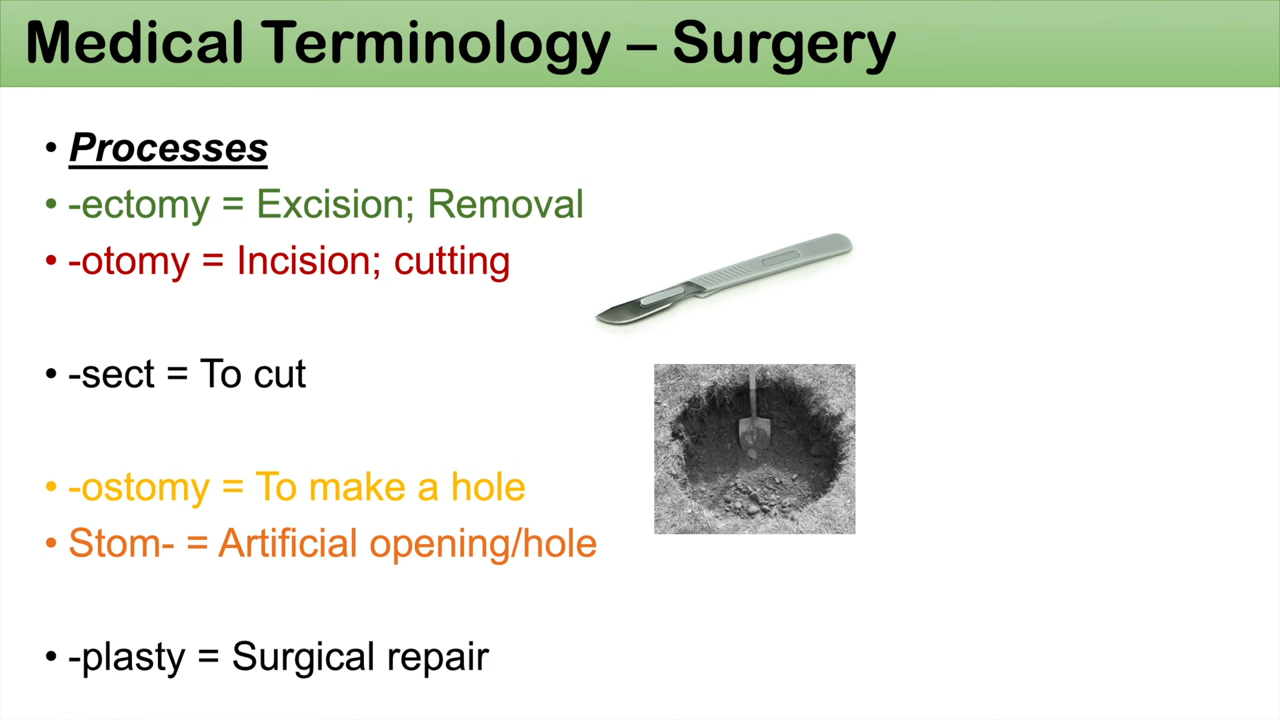 Medical Terminology – Surgery
• Processes
• -ectomy = Excision; Removal
• -otomy = Incision; cutting
• -sect = To cut
• -ostomy = To make a hole
• Stom- = Artificial opening/hole
• -plasty = Surgical repair